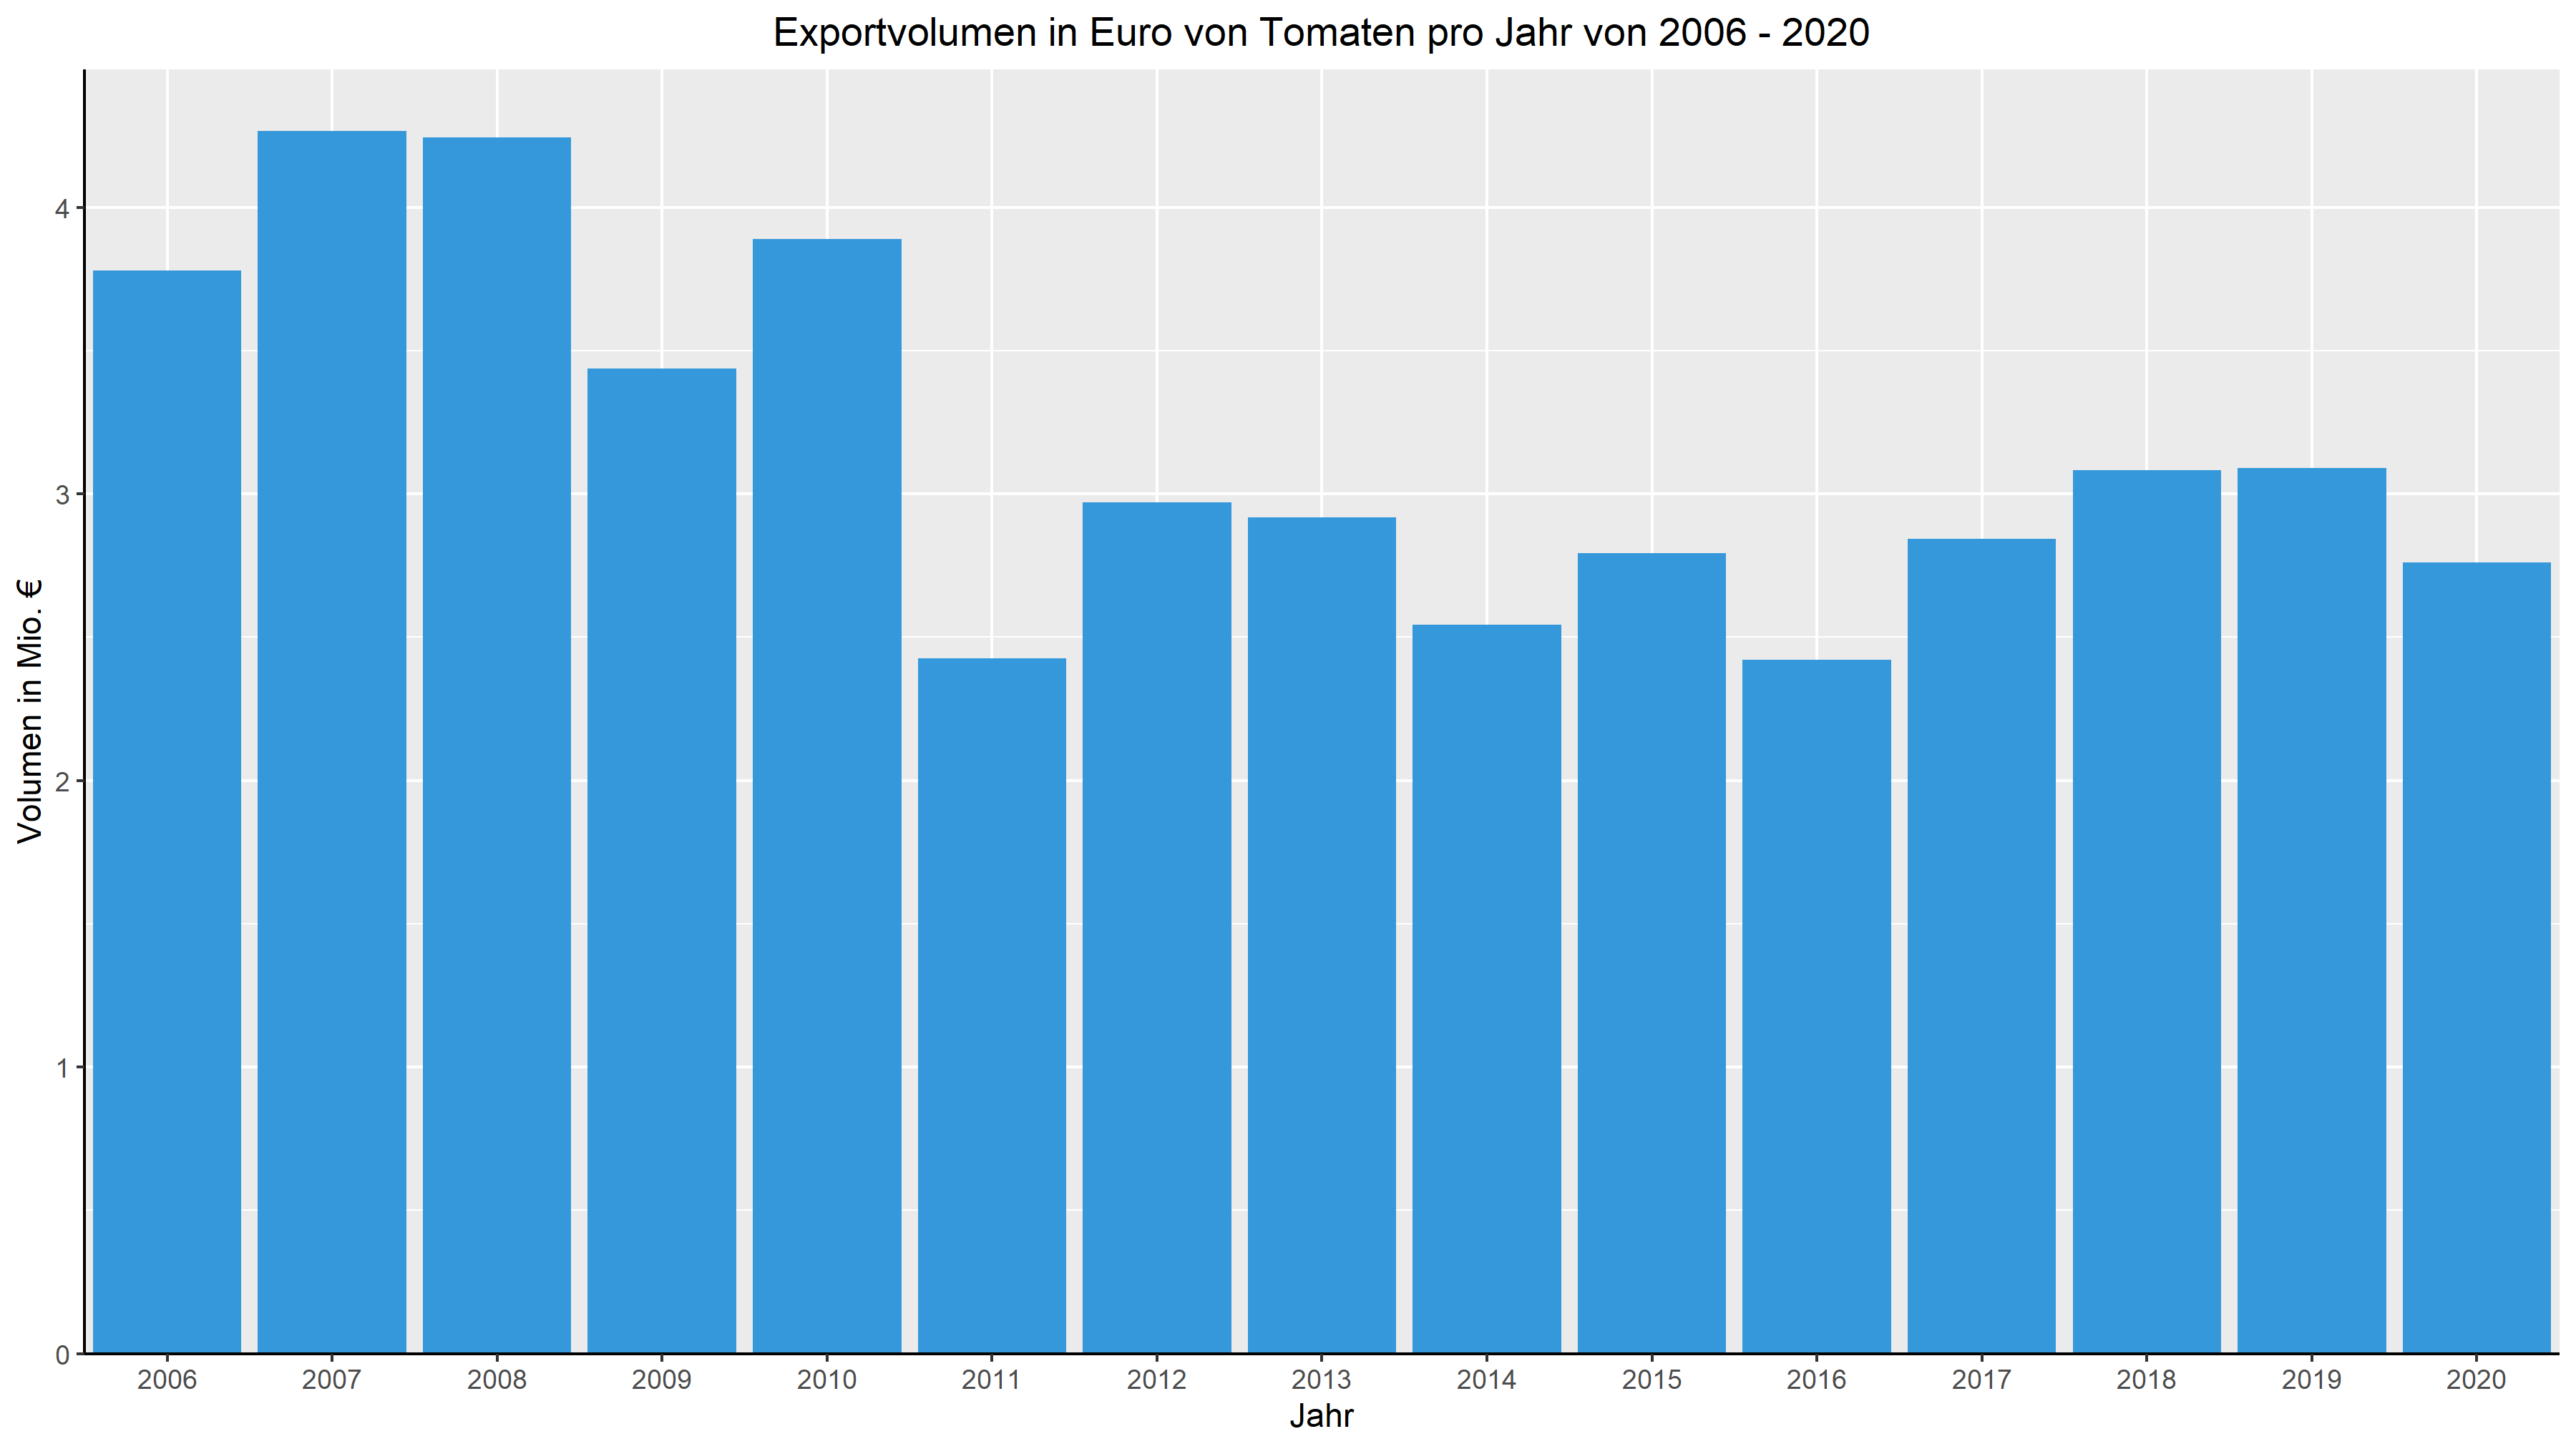 Exportvolumen in Euro von Tomaten pro Jahr von 2006 - 2020
Volumen in Mio. €
4
3
2
1
0
2006 2007 2008 2009 2010 2011 2012 2013 2014 2015 2016 2017 2018 2019 2020
Jahr